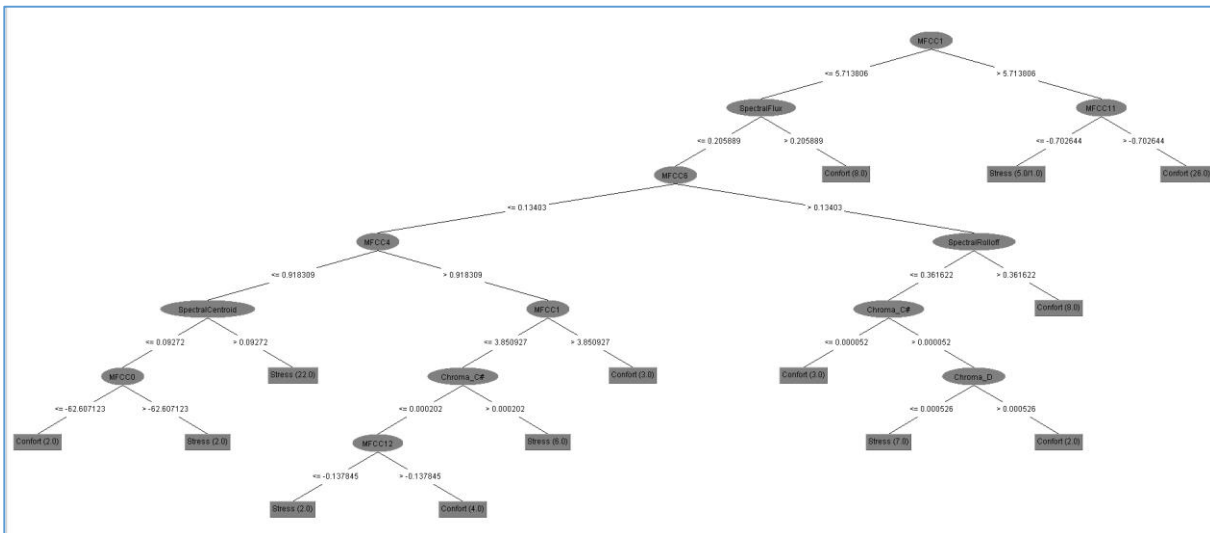 MFCC1
<= 5.713806 > 5.713806
SpectralFlux MFCC11
<= 0.205889 > 0.205889 <= -0.702644 > -0.702644
MFCC6 Confort (8.0) Stress (5.0/1.0) Confort (26.0)
<= 0.13403 > 0.13403
MFCC4 SpectralRolloff
<= 0.918309 > 0.918309 <= 0.361622 > 0.361622
SpectralCentroid MFCC1 Chroma_C# Confort (8.0)
<= 0.09272 > 0.09272 <= 3.850927 > 3.850927 <= 0.000052 > 0.000052
MFCC0 Stress (22.0) Chroma_C# Confort (3.0) Confort (3.0) Chroma_D
<= -62.607123 > -62.607123 <= 0.000202 > 0.000202 <= 0.000526 > 0.000526
Confort (2.0) Stress (2.0) MFCC12 Stress (6.0) Stress (7.0) Confort (2.0)
<= -0.137845 > -0.137845
Stress (2.0) Confort (4.0)